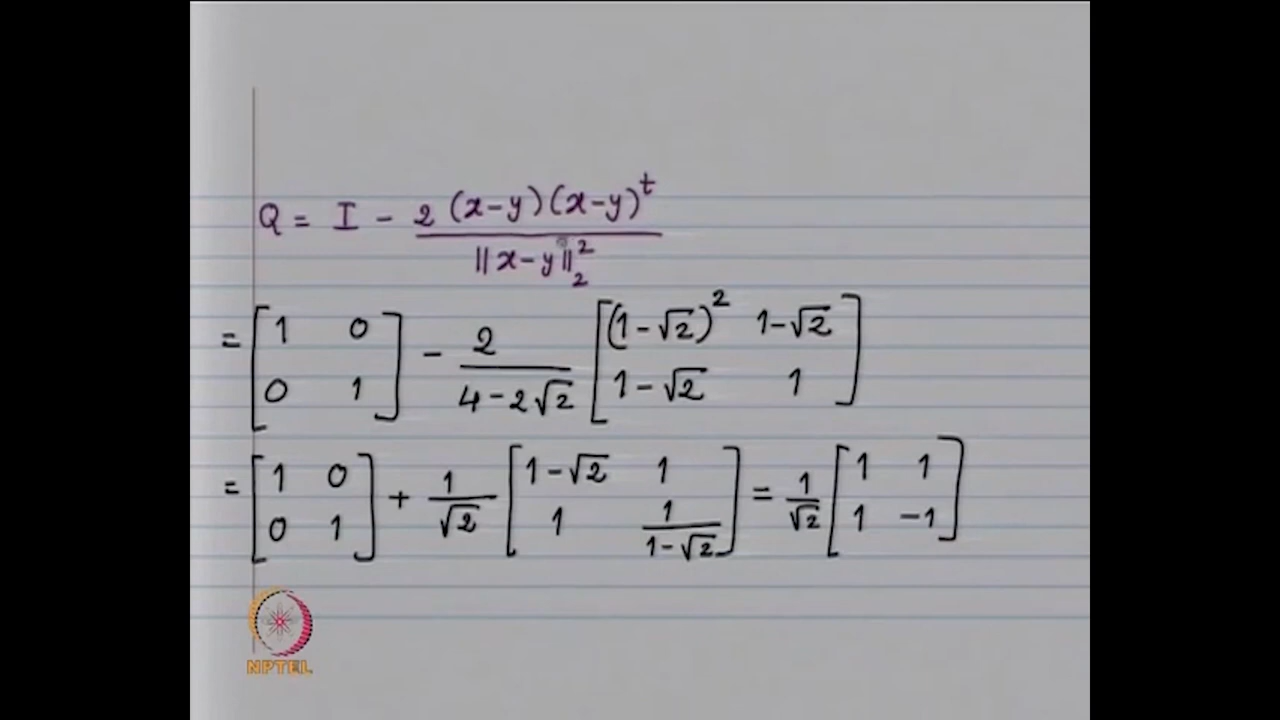 Q = I - 2 (x-y)(x-y)^t / ||x-y||_2^2
= [1 0; 0 1] - 2/(4-2√2) [(1-√2)^2 1-√2; 1-√2 1]
= [1 0; 0 1] + 1/√2 [1-√2 1; 1 1/(1-√2)] = 1/√2 [1 1; 1 -1]
NPTEL